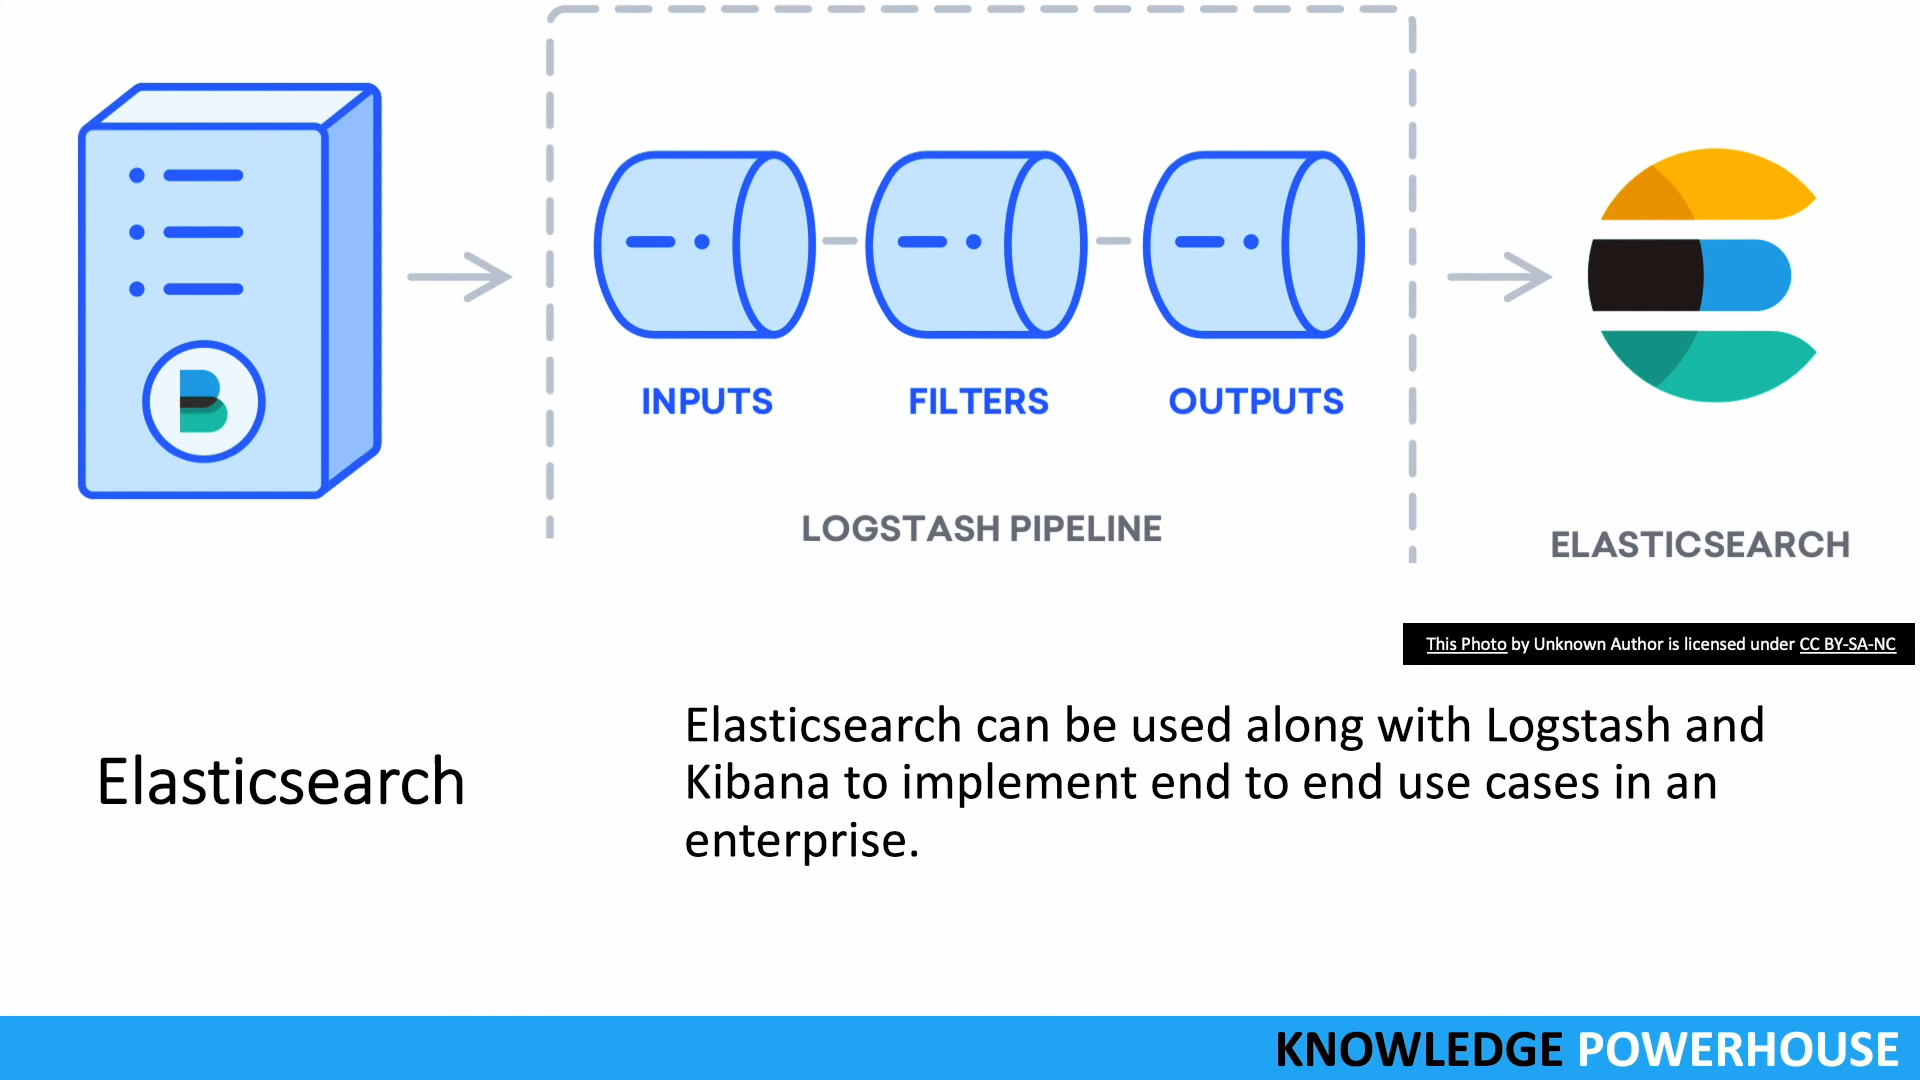 INPUTS
FILTERS
OUTPUTS
LOGSTASH PIPELINE
ELASTICSEARCH
This Photo by Unknown Author is licensed under CC BY-SA-NC
Elasticsearch
Elasticsearch can be used along with Logstash and
Kibana to implement end to end use cases in an
enterprise.
KNOWLEDGE POWERHOUSE